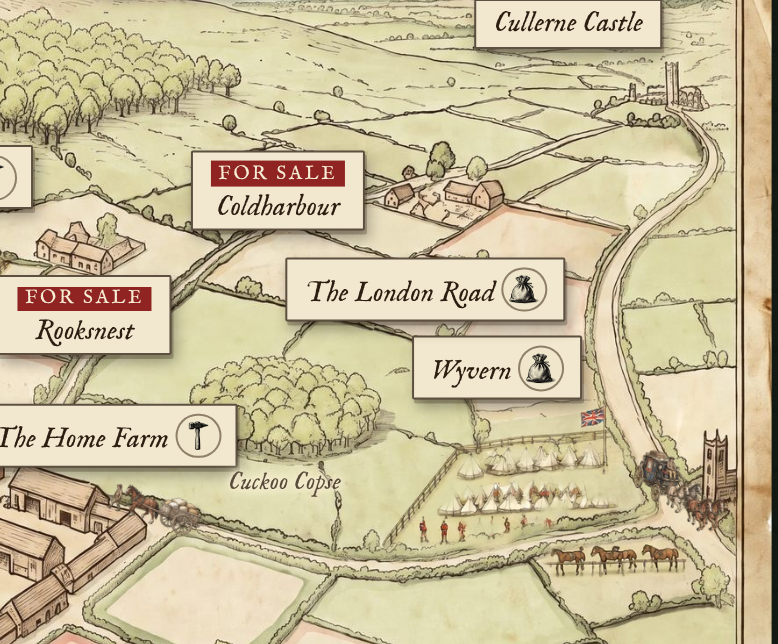 Cullerne Castle
FOR SALE
Coldharbour
The London Road
FOR SALE
Rooksnest
Wyvern
The Home Farm
Cuckoo Copse